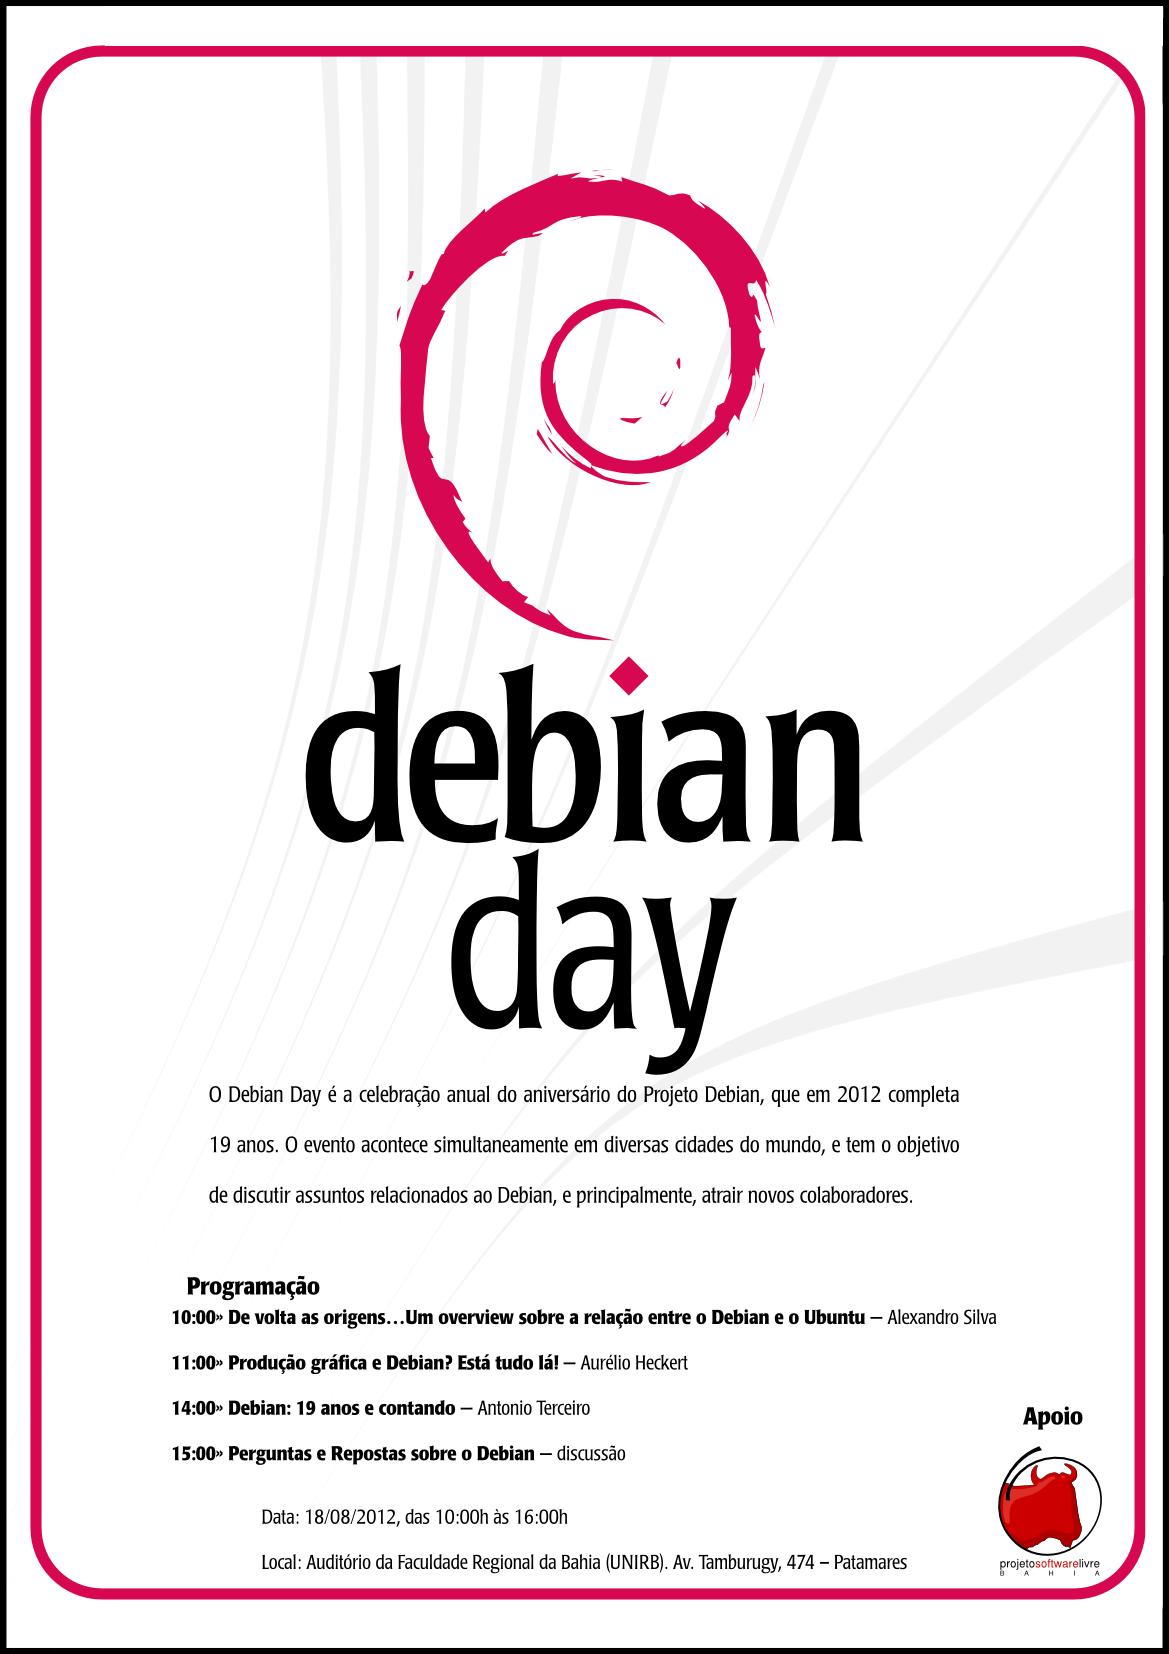 debian
day
O Debian Day é a celebração anual do aniversário do Projeto Debian, que em 2012 completa
19 anos. O evento acontece simultaneamente em diversas cidades do mundo, e tem o objetivo
de discutir assuntos relacionados ao Debian, e principalmente, atrair novos colaboradores.
Programação
10:00» De volta as origens...Um overview sobre a relação entre o Debian e o Ubuntu – Alexandro Silva
11:00» Produção gráfica e Debian? Está tudo lá! – Aurélio Heckert
14:00» Debian: 19 anos e contando – Antonio Terceiro
15:00» Perguntas e Repostas sobre o Debian – discussão
Data: 18/08/2012, das 10:00h às 16:00h
Local: Auditório da Faculdade Regional da Bahia (UNIRB). Av. Tamburugy, 474 – Patamares
Apoio
projetosoftwarelivre
BAHIA